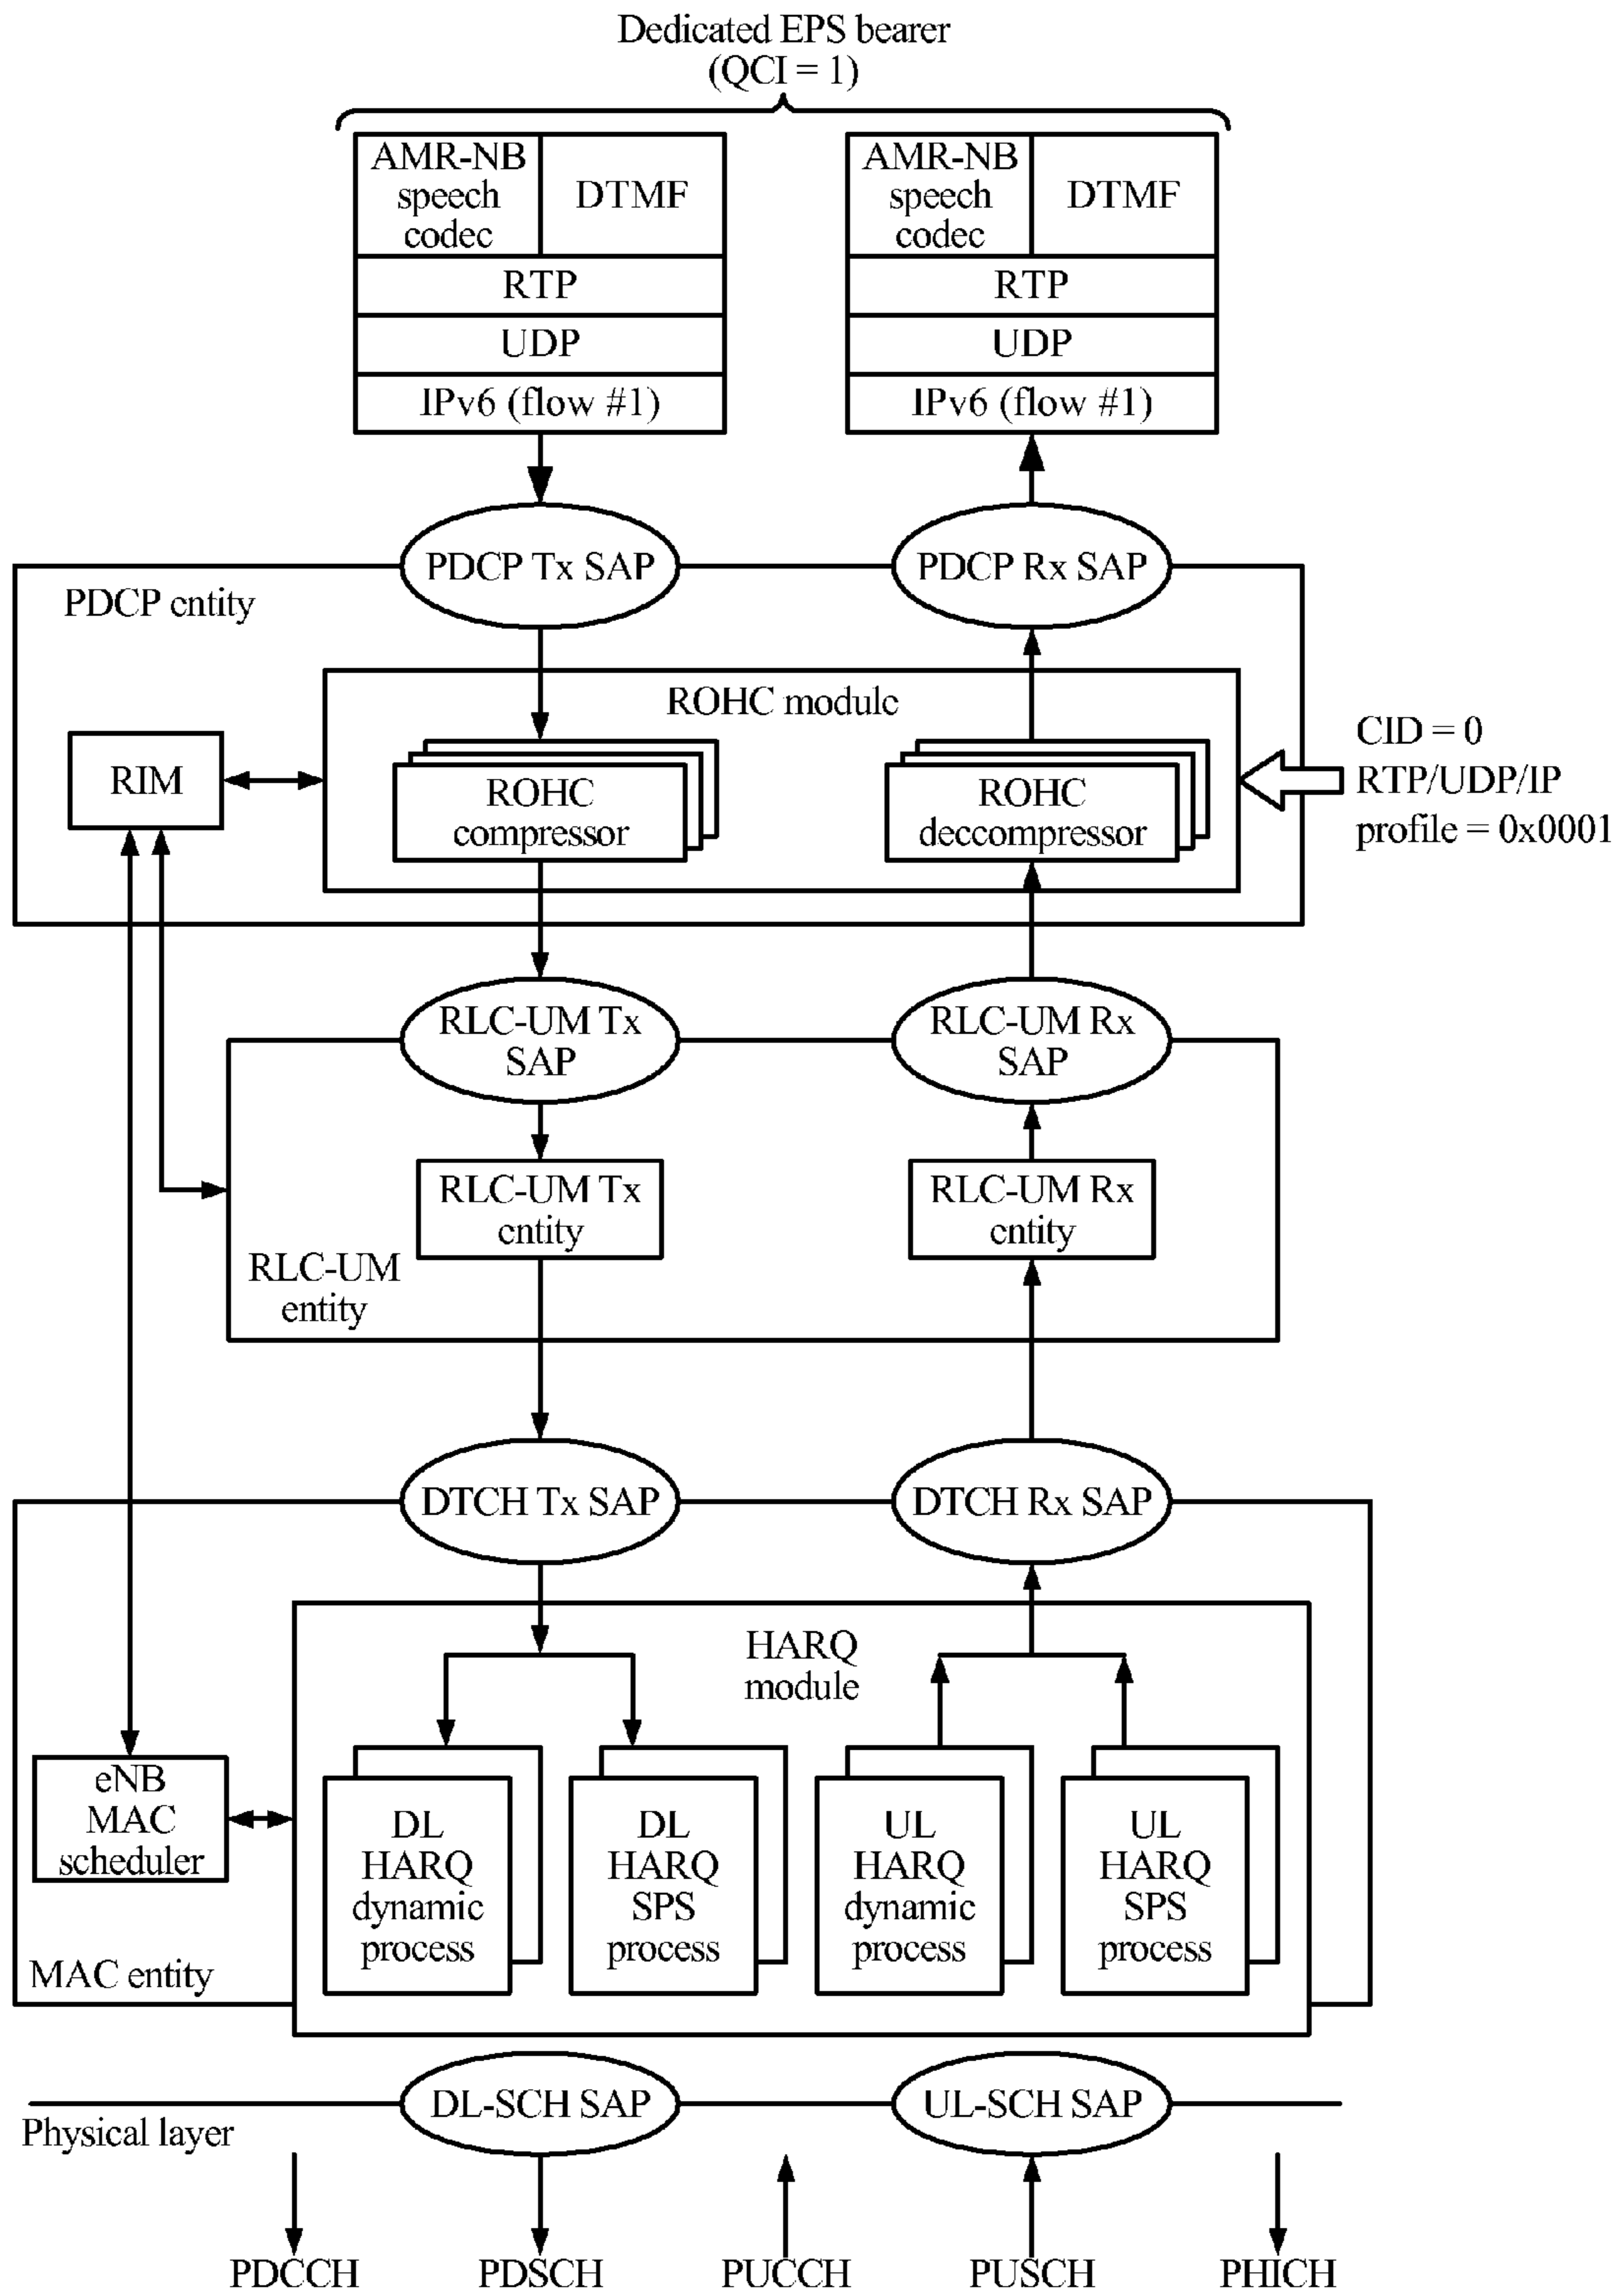 Dedicated EPS bearer
(QCI = 1)
AMR-NB
speech
codec
DTMF
RTP
UDP
IPv6 (flow #1)
AMR-NB
speech
codec
DTMF
RTP
UDP
IPv6 (flow #1)
PDCP Tx SAP
PDCP Rx SAP
PDCP cntity
ROHC modulc
RIM
ROHC
compressor
ROHC
deccompressor
CID = 0
RTP/UDP/IP
profile = 0x0001
RLC-UM Tx
SAP
RLC-UM Rx
SAP
RLC-UM Tx
cntity
RLC-UM Rx
cntity
RLC-UM
entity
DTCH Tx SAP
DTCH Rx SAP
HARQ
module
eNB
MAC
scheduler
DL
HARQ
dynamic
process
DL
HARQ
SPS
process
UL
HARQ
dynamic
process
UL
HARQ
SPS
process
MAC entity
DL-SCH SAP
UL-SCH SAP
Physical layer
PDCCH
PDSCH
PUCCH
PUSCH
PHICH